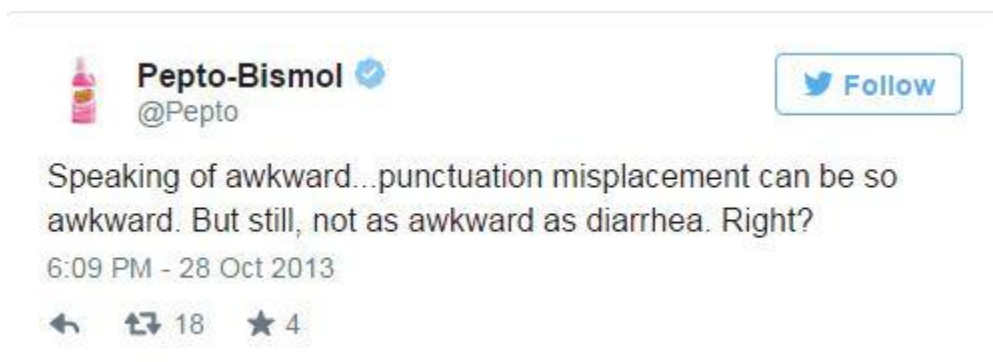 Pepto-Bismol
@Pepto
Follow
Speaking of awkward...punctuation misplacement can be so
awkward. But still, not as awkward as diarrhea. Right?
6:09 PM - 28 Oct 2013
18 4